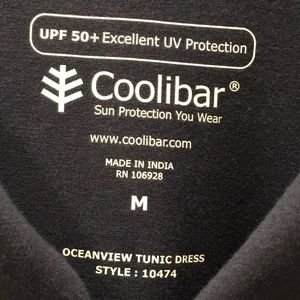 UPF 50+ Excellent UV Protection
Coolibar®
Sun Protection You Wear
www.coolibar.com
MADE IN INDIA
RN 106928
M
OCEANVIEW TUNIC DRESS
STYLE : 10474